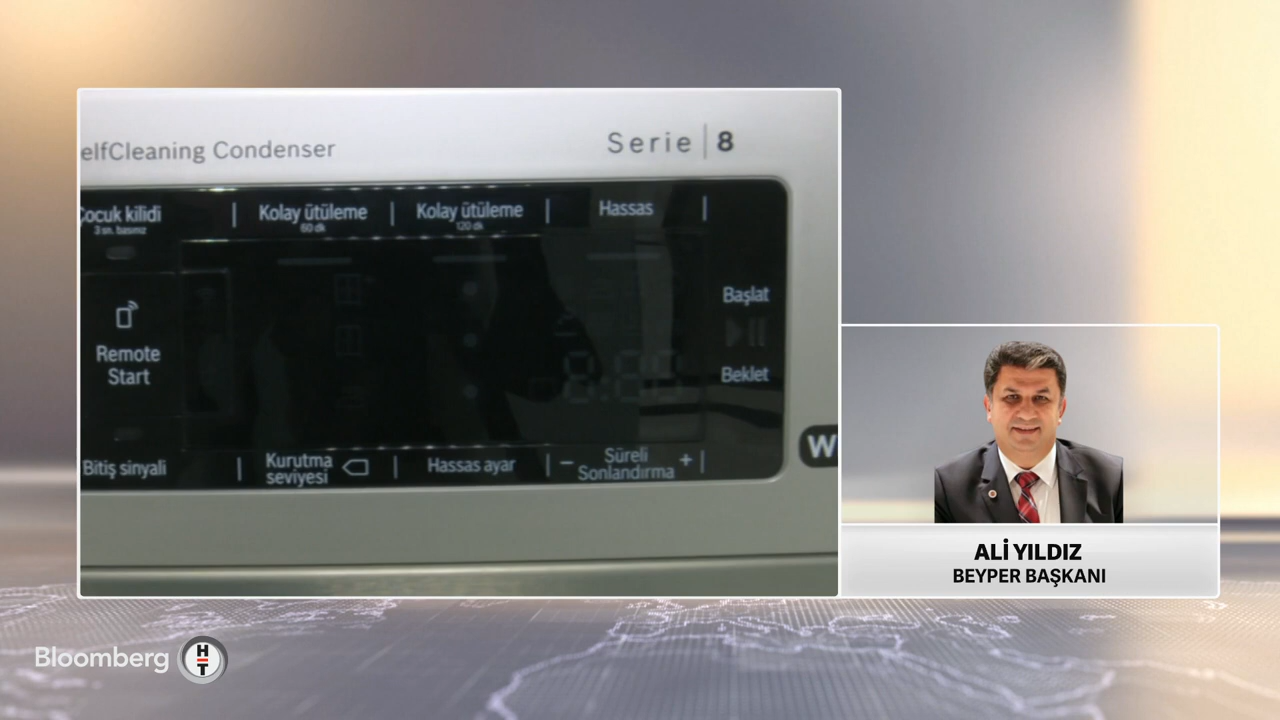 elfCleaning Condenser
Serie | 8
Çocuk kilidi
3 sn. basınız
Kolay ütüleme
60 dk
Kolay ütüleme
120 dk
Hassas
Remote
Start
Başlat
Beklet
Bitiş sinyali
Kurutma
seviyesi
Hassas ayar
− Süreli +
Sonlandırma
W
ALİ YILDIZ
BEYPER BAŞKANI
Bloomberg HT